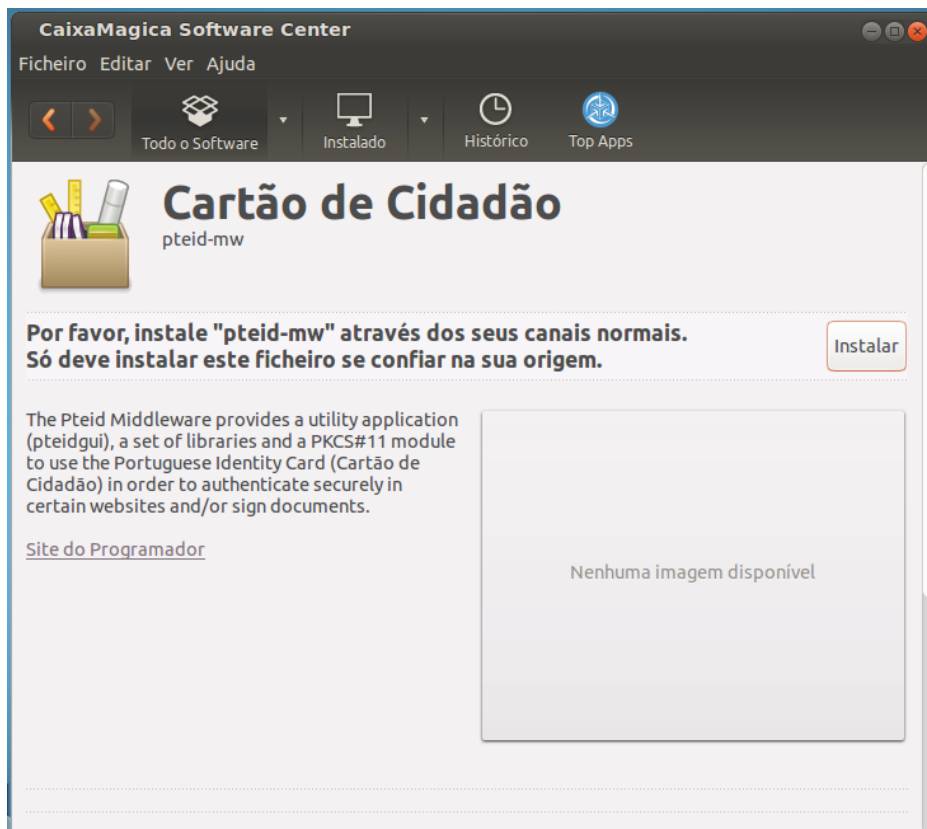 CaixaMagica Software Center
Ficheiro Editar Ver Ajuda
Todo o Software
Instalado
Histórico
Top Apps
Cartão de Cidadão
pteid-mw
Por favor, instale "pteid-mw" através dos seus canais normais.
Só deve instalar este ficheiro se confiar na sua origem.
Instalar
The Pteid Middleware provides a utility application
(pteidgui), a set of libraries and a PKCS#11 module
to use the Portuguese Identity Card (Cartão de
Cidadão) in order to authenticate securely in
certain websites and/or sign documents.
Site do Programador
Nenhuma imagem disponível